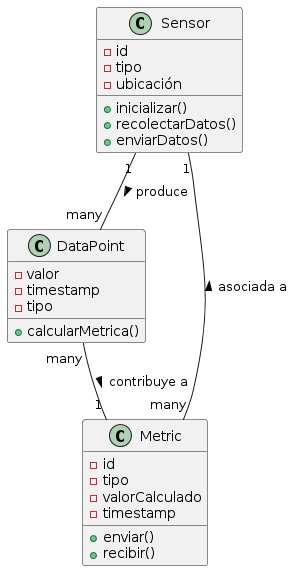 C Sensor
id
tipo
ubicación
inicializar()
recolectarDatos()
enviarDatos()
1
1
produce
many
C DataPoint
valor
timestamp
tipo
calcularMetrica()
asociada a
many
contribuye a
1
many
C Metric
id
tipo
valorCalculado
timestamp
enviar()
recibir()